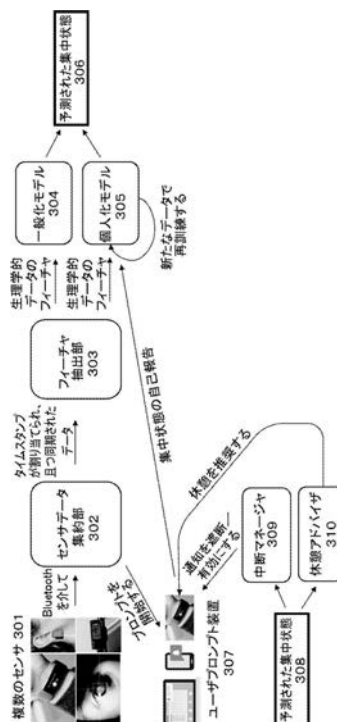 複数のセンサ 301
Bluetooth
を介して
センサデータ
集約部
302
タイムスタンプ
が割り当てられ、
且つ同期された
データ
フィーチャ
抽出部
303
生理学的
データの
フィーチャ
生理学的
データの
フィーチャ
一般化モデル
304
個人化モデル
305
新たなデータで
再訓練する
予測された集中状態
306
プロンプトを
開始する
集中状態の自己報告
ユーザプロンプト装置
307
通知を遮断／
有効にする
休憩を推奨する
予測された集中状態
308
中断マネージャ
309
休憩アドバイザ
310